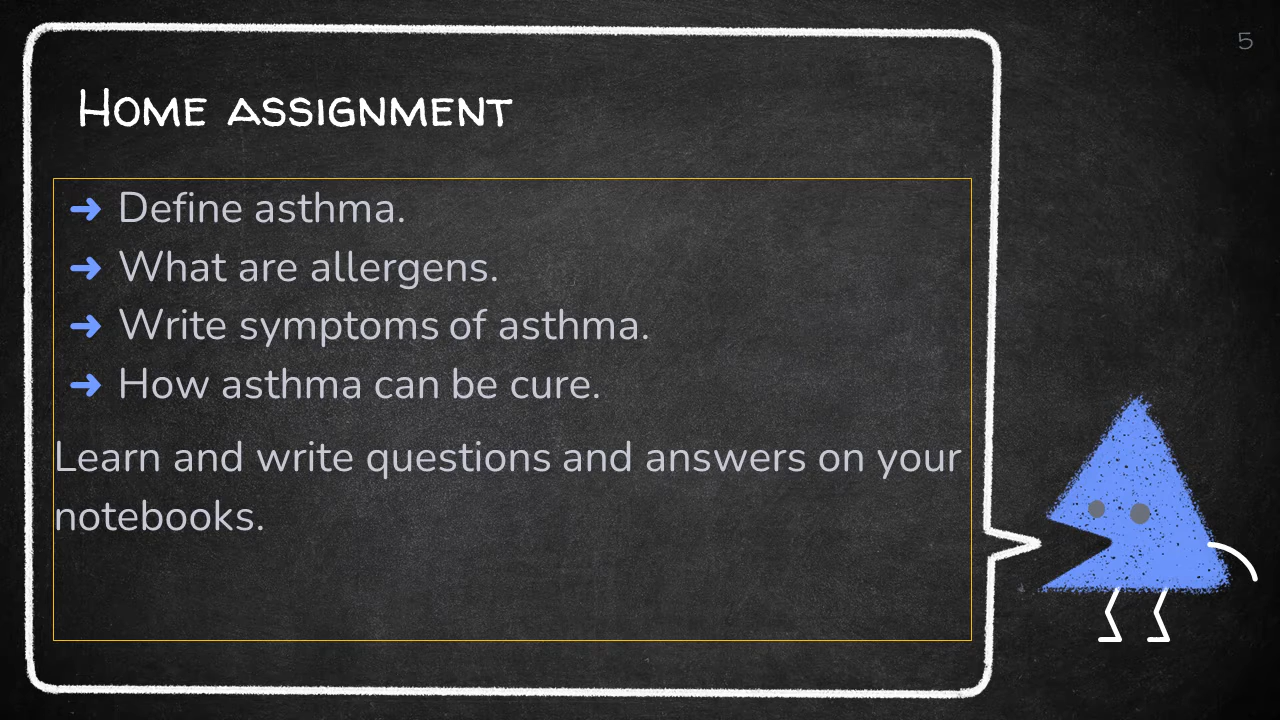 5
Home assignment
➜ Define asthma.
➜ What are allergens.
➜ Write symptoms of asthma.
➜ How asthma can be cure.
Learn and write questions and answers on your
notebooks.